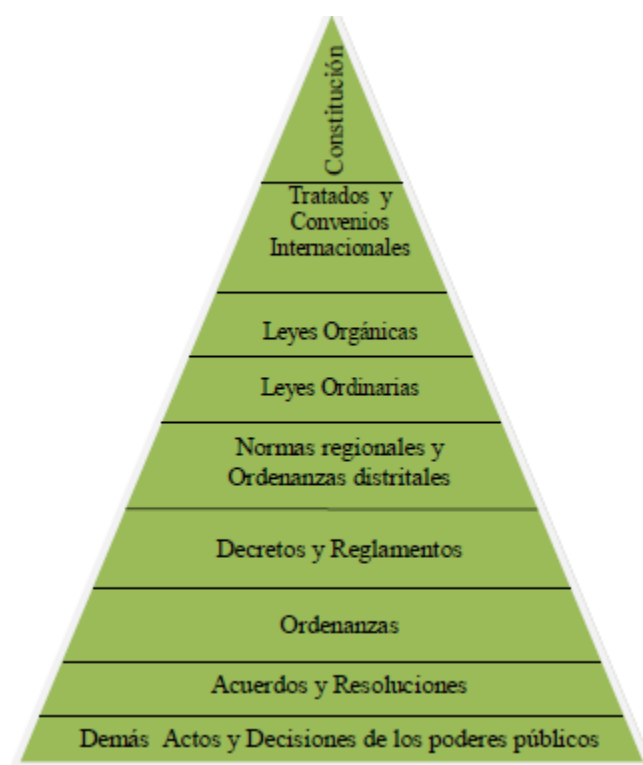 Constitución
Tratados y
Convenios
Internacionales
Leyes Orgánicas
Leyes Ordinarias
Normas regionales y
Ordenanzas distritales
Decretos y Reglamentos
Ordenanzas
Acuerdos y Resoluciones
Demás Actos y Decisiones de los poderes públicos